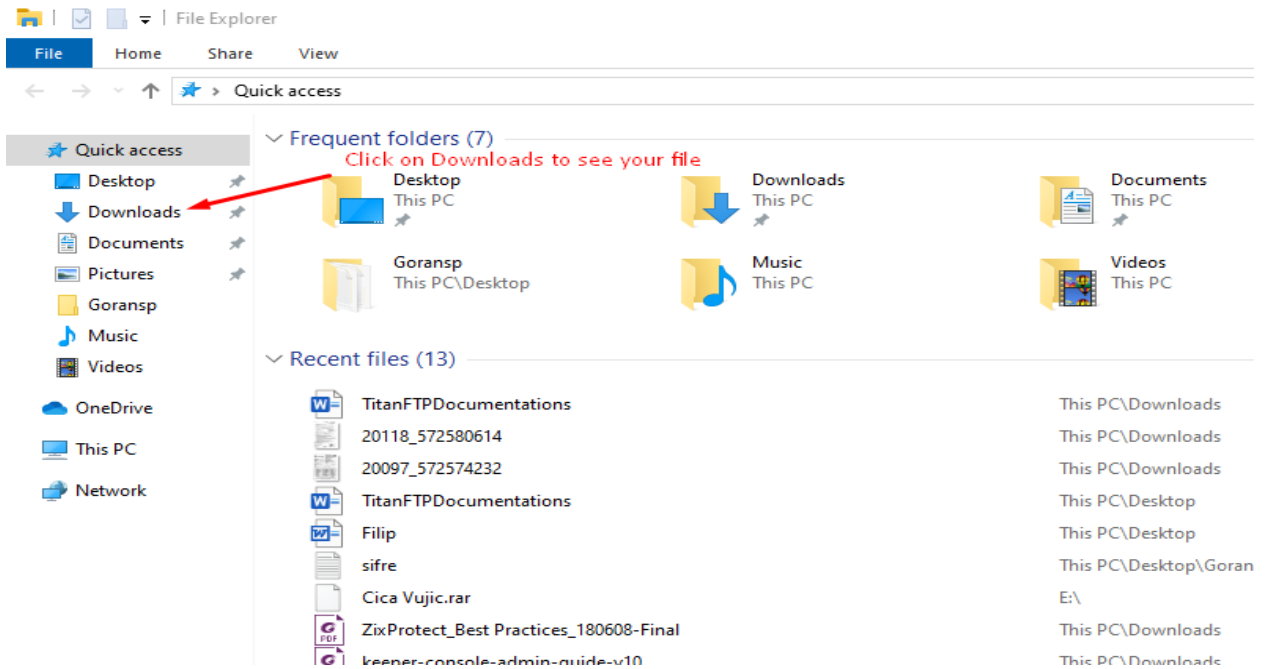 File Explorer
File Home Share View
Quick access
Quick access
Desktop
Downloads
Documents
Pictures
Goransp
Music
Videos
OneDrive
This PC
Network
Frequent folders (7)
Click on Downloads to see your file
Desktop
This PC
Downloads
This PC
Documents
This PC
Goransp
This PC\Desktop
Music
This PC
Videos
This PC
Recent files (13)
TitanFTPDocumentations This PC\Downloads
20118_572580614 This PC\Downloads
20097_572574232 This PC\Downloads
TitanFTPDocumentations This PC\Desktop
Filip This PC\Desktop
sifre This PC\Desktop\Goran
Cica Vujic.rar E:\
PDF ZixProtect_Best Practices_180608-Final This PC\Downloads
keeper-console-admin-guide-v10 This PC\Downloads